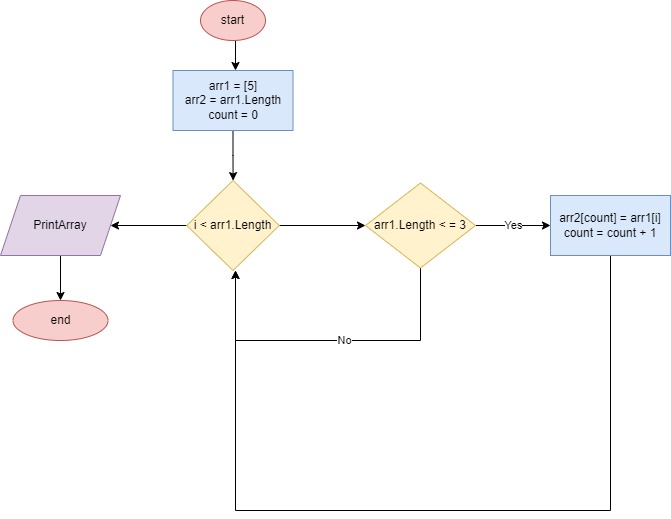 start
arr1 = [5]
arr2 = arr1.Length
count = 0
PrintArray
i < arr1.Length
arr1.Length < = 3
Yes
arr2[count] = arr1[i]
count = count + 1
end
No